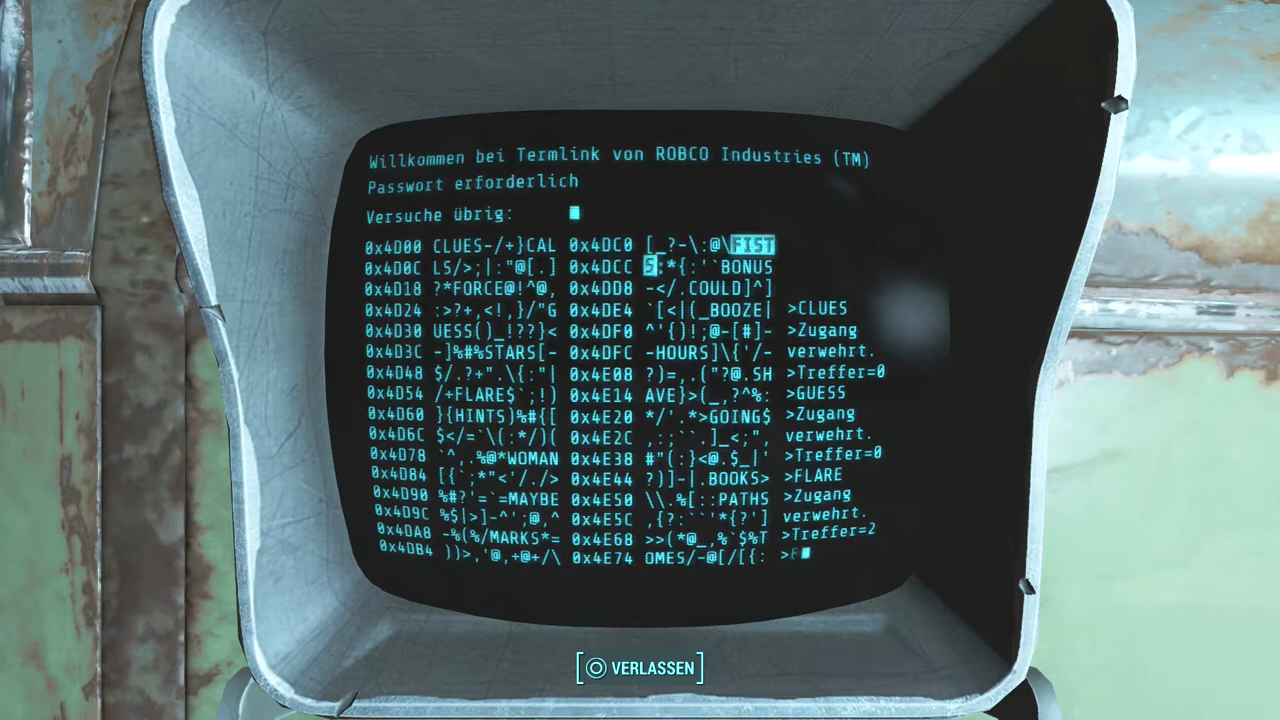 Willkommen bei Termlink von ROBCO Industries (TM)
Passwort erforderlich
Versuche übrig: ■
0x4D00 CLUES-/+}CAL 0x4DC0 [_?-\:@\FIST
0x4D0C LS/>;|:"@[.] 0x4DCC S:*{:'`BONUS
0x4D18 ?*FORCE@!^@, 0x4DD8 -</.COULD]^]
0x4D24 :>?+,<!,}/"G 0x4DE4 `[<|(_BOOZE| >CLUES
0x4D30 UESS()_!??}< 0x4DF0 ^'{)!;@-[#]- >Zugang
0x4D3C -]%#%STARS[- 0x4DFC -HOURS]\{'/- verwehrt.
0x4D48 $/.?+".\{:"| 0x4E08 ?)=,.("?@.SH >Treffer=0
0x4D54 /+FLARE$`;!) 0x4E14 AVE}>(_,?^%: >GUESS
0x4D60 }{HINTS)%#{[ 0x4E20 */'.*>GOING$ >Zugang
0x4D6C $</=`\(:*/)( 0x4E2C ,:;``.]_<;", verwehrt.
0x4D78 `^,.%@*WOMAN 0x4E38 #"(:}<@.$_|' >Treffer=0
0x4D84 [{`;*"<'/./> 0x4E44 ?)]-|.BOOKS> >FLARE
0x4D90 %#?'=`=MAYBE 0x4E50 \\.%[::PATHS >Zugang
0x4D9C %$|>]-^';@,^ 0x4E5C ,{?:``'*{?'] verwehrt.
0x4DA8 -%(%/MARKS*= 0x4E68 >>(*@_,%`$%T >Treffer=2
0x4DB4 ))>,'@,+@+/\ 0x4E74 OMES/-@[/[{: >F■
VERLASSEN